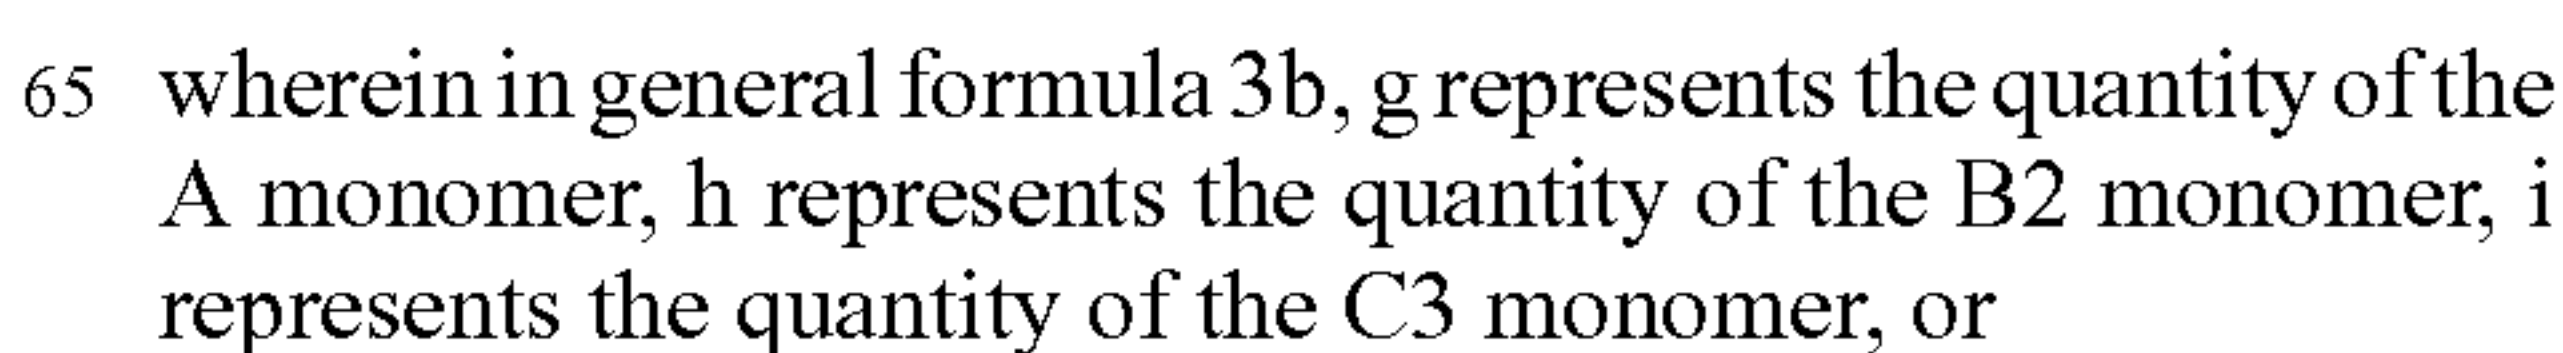 65 wherein in general formula 3b, g represents the quantity of the
A monomer, h represents the quantity of the B2 monomer, i
represents the quantity of the C3 monomer, or